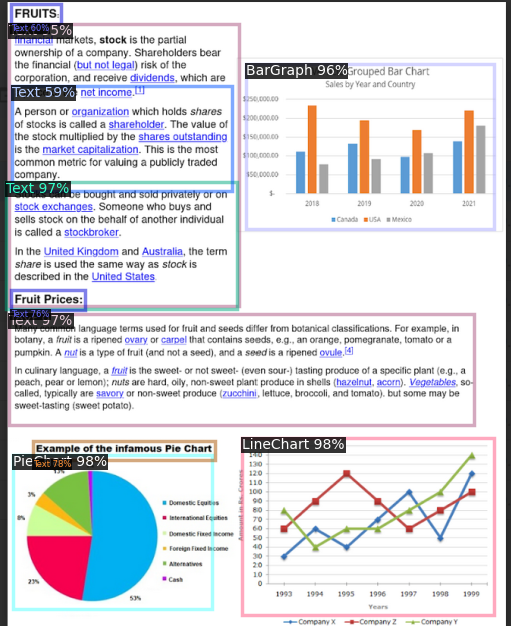 FRUITS:
Text 60%
Text 95%
financial markets, stock is the partial
ownership of a company. Shareholders bear
the financial (but not legal) risk of the
corporation, and receive dividends, which are
net income.[1]
Text 59%
A person or organization which holds shares
of stocks is called a shareholder. The value of
the stock multiplied by the shares outstanding
is the market capitalization. This is the most
common metric for valuing a publicly traded
company.
Text 97%
be bought and sold privately or on
stock exchanges. Someone who buys and
sells stock on the behalf of another individual
is called a stockbroker.
In the United Kingdom and Australia, the term
share is used the same way as stock is
described in the United States
BarGraph 96%
Grouped Bar Chart
Sales by Year and Country
$250,000.00
$200,000.00
$150,000.00
$100,000.00
$50,000.00
$-
2018 2019 2020 2021
Canada USA Mexico
Fruit Prices:
Text 76%
Text 97%
Many common language terms used for fruit and seeds differ from botanical classifications. For example, in
botany, a fruit is a ripened ovary or carpel that contains seeds, e.g., an orange, pomegranate, tomato or a
pumpkin. A nut is a type of fruit (and not a seed), and a seed is a ripened ovule.[4]
In culinary language, a fruit is the sweet- or not sweet- (even sour-) tasting produce of a specific plant (e.g., a
peach, pear or lemon); nuts are hard, oily, non-sweet plant produce in shells (hazelnut, acorn). Vegetables, so-
called, typically are savory or non-sweet produce (zucchini, lettuce, broccoli, and tomato). but some may be
sweet-tasting (sweet potato).
Example of the infamous Pie Chart
PieChart 98%
Text 78%
13%
3%
8%
23%
53%
Domestic Equities
International Equities
Domestic Fixed Income
Foreign Fixed Income
Alternatives
Cash
LineChart 98%
Amount in Rs. Crores
140
130
120
110
100
90
80
70
60
50
40
30
20
10
0
1993 1994 1995 1996 1997 1998 1999
Years
Company X Company Z Company Y